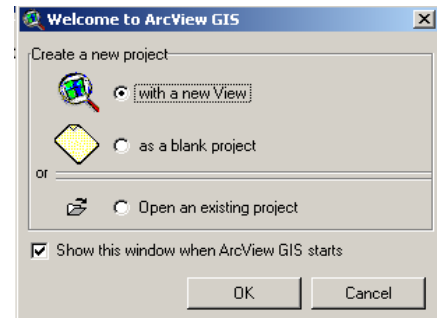 Welcome to ArcView GIS
Create a new project
with a new View
as a blank project
or
Open an existing project
Show this window when ArcView GIS starts
OK
Cancel